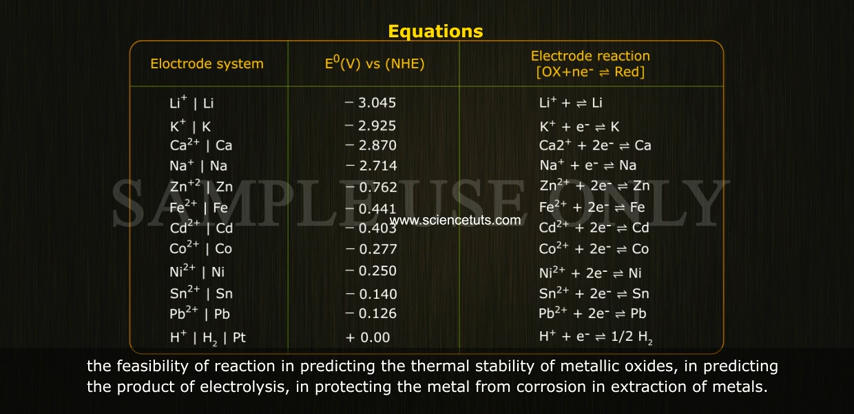 Equations
Eloctrode system E⁰(V) vs (NHE) Electrode reaction
[OX+ne⁻ ⇌ Red]
Li⁺ | Li − 3.045 Li⁺ + ⇌ Li
K⁺ | K − 2.925 K⁺ + e⁻ ⇌ K
Ca²⁺ | Ca − 2.870 Ca2⁺ + 2e⁻ ⇌ Ca
Na⁺ | Na − 2.714 Na⁺ + e⁻ ⇌ Na
Zn⁺² | Zn − 0.762 Zn²⁺ + 2e⁻ ⇌ Zn
SAMPLE USE ONLY
Fe²⁺ | Fe − 0.441 Fe²⁺ + 2e⁻ ⇌ Fe
www.sciencetuts.com
Cd²⁺ | Cd − 0.403 Cd²⁺ + 2e⁻ ⇌ Cd
Co²⁺ | Co − 0.277 Co²⁺ + 2e⁻ ⇌ Co
Ni²⁺ | Ni − 0.250 Ni²⁺ + 2e⁻ ⇌ Ni
Sn²⁺ | Sn − 0.140 Sn²⁺ + 2e⁻ ⇌ Sn
Pb²⁺ | Pb − 0.126 Pb²⁺ + 2e⁻ ⇌ Pb
H⁺ | H₂ | Pt + 0.00 H⁺ + e⁻ ⇌ 1/2 H₂
the feasibility of reaction in predicting the thermal stability of metallic oxides, in predicting
the product of electrolysis, in protecting the metal from corrosion in extraction of metals.